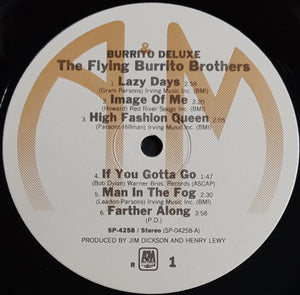 BURRITO DELUXE
The Flying Burrito Brothers
1. Lazy Days 2:58
(Gram Parsons) Irving Music Inc. (BMI)
2. Image Of Me 3:20
(Howard) Red River Songs Inc. (BMI)
3. High Fashion Queen 2:05
(Parsons-Hillman) Irving Music Inc. (BMI)
4. If You Gotta Go 1:47
(Bob Dylan) Warner Bros. Records (ASCAP)
5. Man In The Fog 2:30
(Leadon-Parsons) Irving Music Inc. (BMI)
6. Farther Along 3:58
(P.D.)
SP-4258 / Stereo (SP-04258-A)
PRODUCED BY JIM DICKSON AND HENRY LEWY
R A&M 1